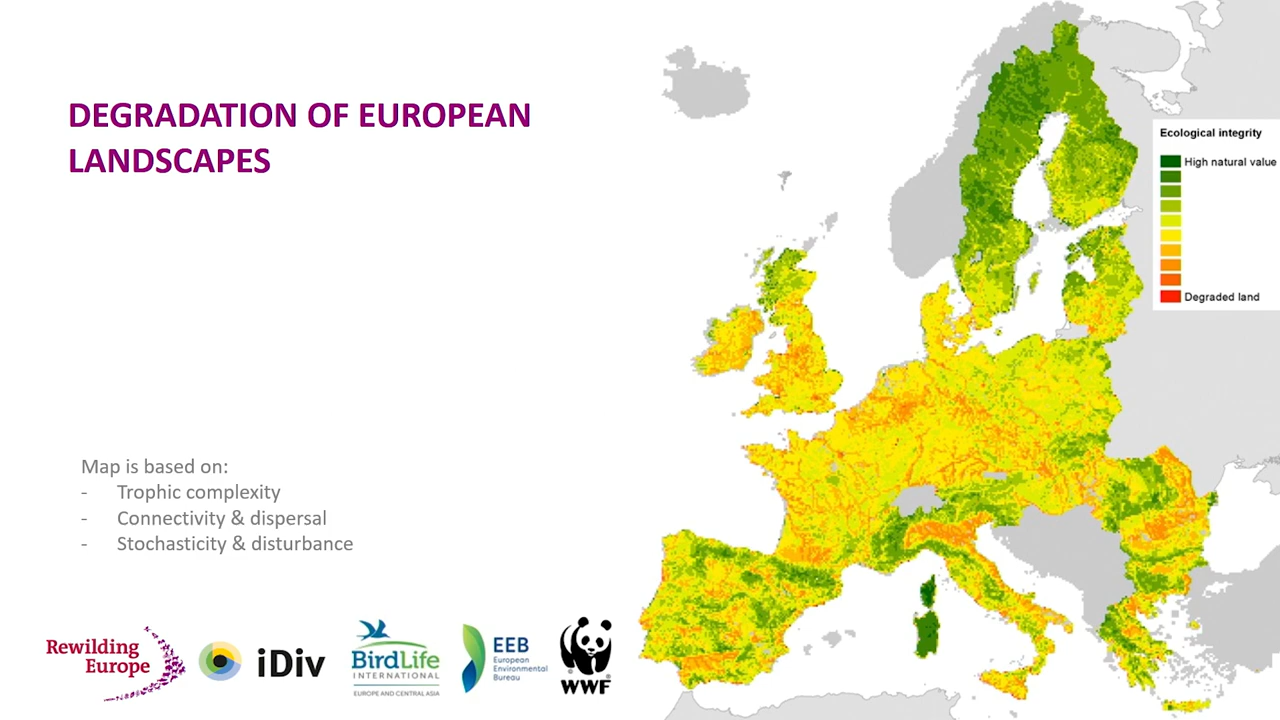 DEGRADATION OF EUROPEAN
LANDSCAPES
Ecological integrity
High natural value
Degraded land
Map is based on:
- Trophic complexity
- Connectivity & dispersal
- Stochasticity & disturbance
Rewilding
Europe
iDiv
BirdLife
INTERNATIONAL
EUROPE AND CENTRAL ASIA
EEB
European
Environmental
Bureau
WWF